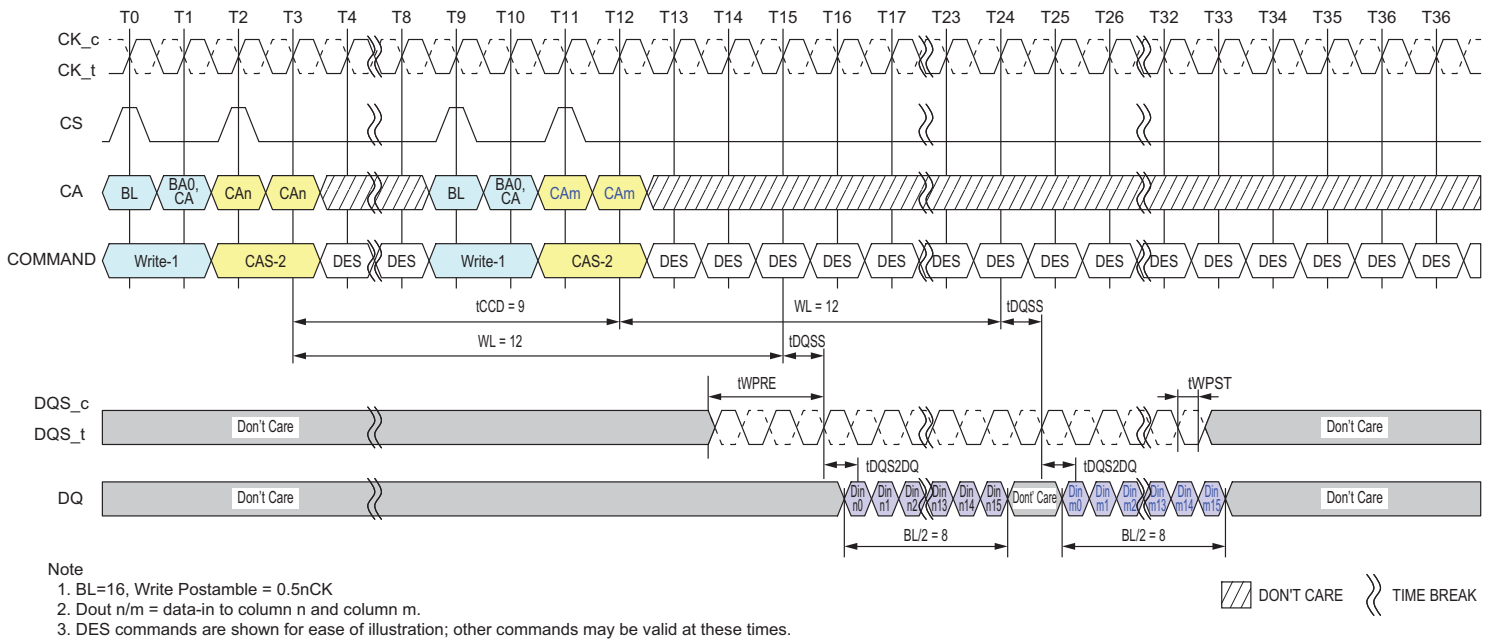 T0 T1 T2 T3 T4 T8 T9 T10 T11 T12 T13 T14 T15 T16 T17 T23 T24 T25 T26 T32 T33 T34 T35 T36 T36
CK_c
CK_t
CS
CA BL BA0, CA CAn CAn BL BA0, CA CAm CAm
COMMAND Write-1 CAS-2 DES DES Write-1 CAS-2 DES DES DES DES DES DES DES DES DES DES DES DES DES DES DES
tCCD = 9 WL = 12 tDQSS
WL = 12 tDQSS
tWPRE tWPST
DQS_c
DQS_t Don't Care Don't Care
tDQS2DQ tDQS2DQ
DQ Don't Care Din n0 Din n1 Din n2 Din n13 Din n14 Din n15 Dont' Care Din m0 Din m1 Din m2 Din m13 Din m14 Din m15 Don't Care
BL/2 = 8 BL/2 = 8
Note
1. BL=16, Write Postamble = 0.5nCK
2. Dout n/m = data-in to column n and column m.
3. DES commands are shown for ease of illustration; other commands may be valid at these times.
DON'T CARE TIME BREAK